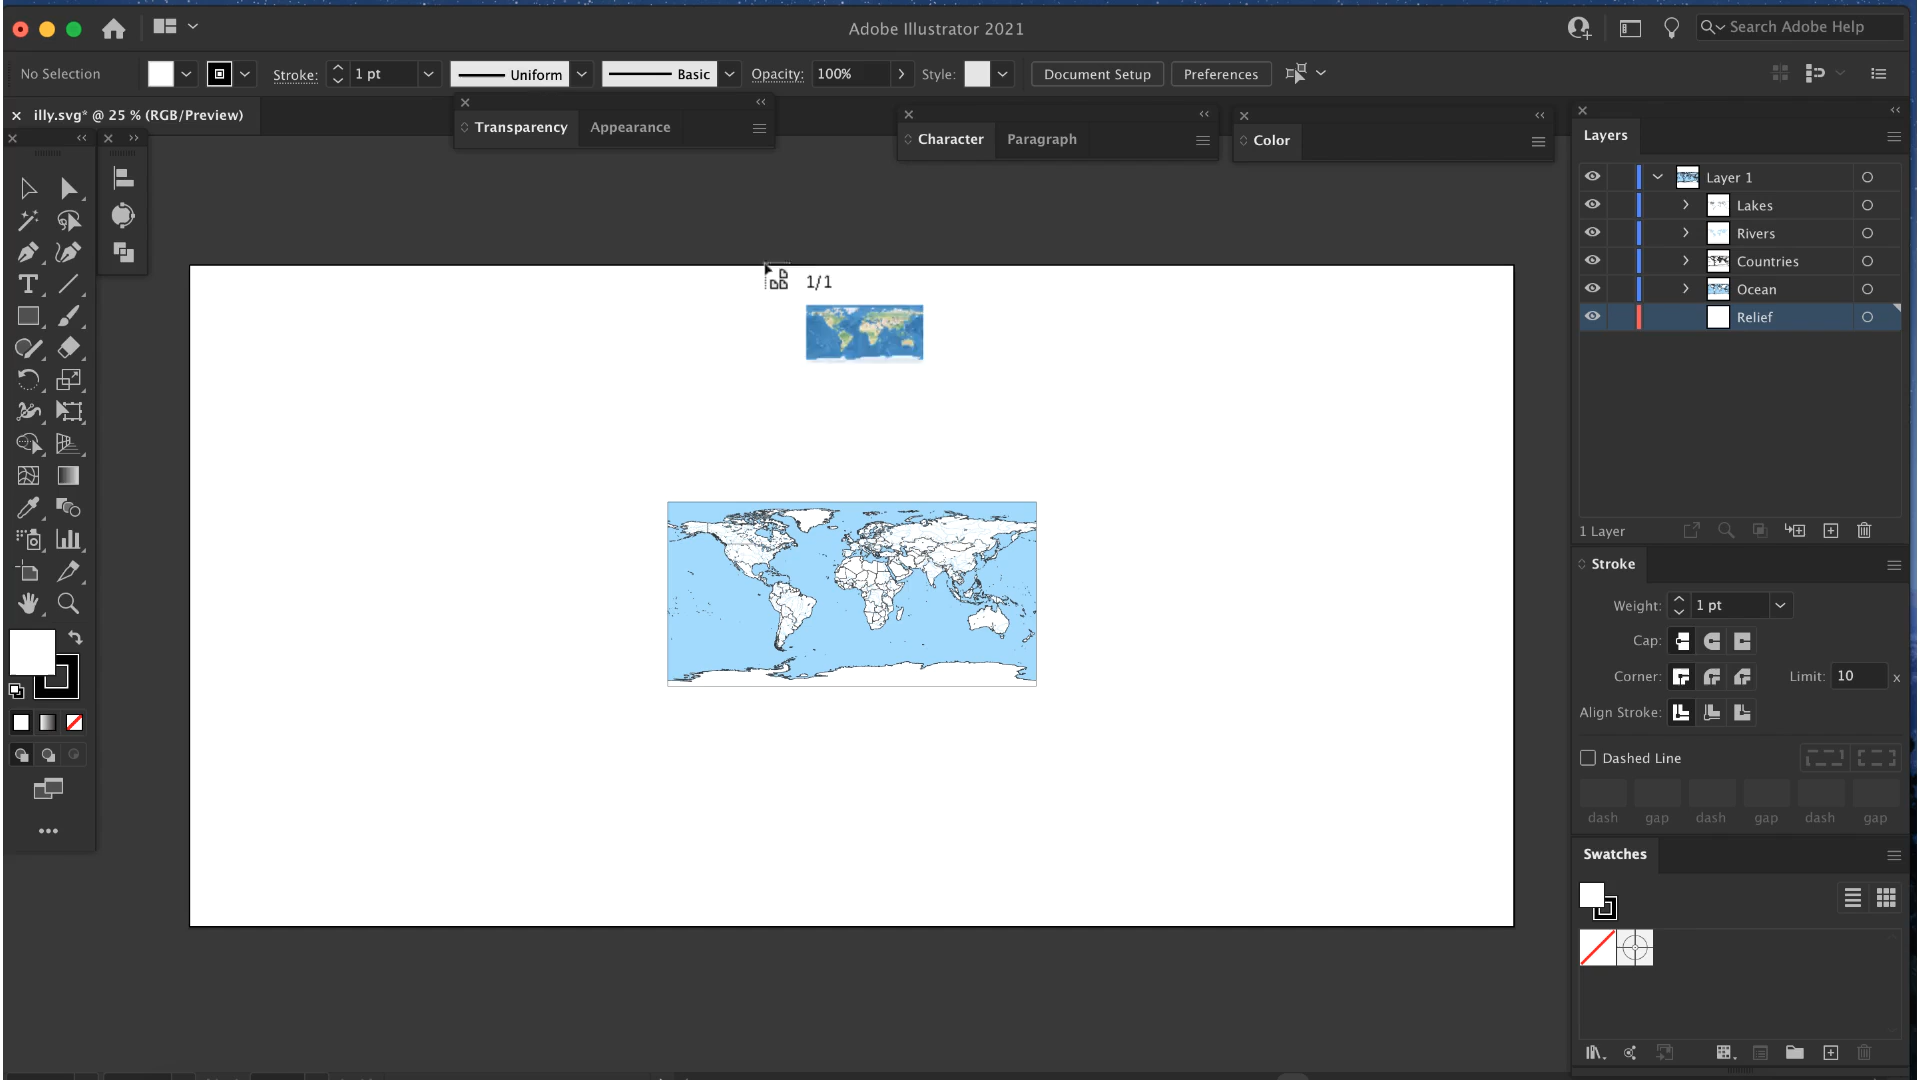 Adobe Illustrator 2021
Search Adobe Help
No Selection
Stroke: 1 pt
Uniform
Basic
Opacity: 100%
Style:
Document Setup
Preferences
illy.svg* @ 25 % (RGB/Preview)
Transparency
Appearance
Character
Paragraph
Color
Layers
Layer 1
Lakes
Rivers
Countries
Ocean
Relief
1/1
1 Layer
Stroke
Weight: 1 pt
Cap:
Corner:
Limit: 10 x
Align Stroke:
Dashed Line
dash gap dash gap dash gap
Swatches